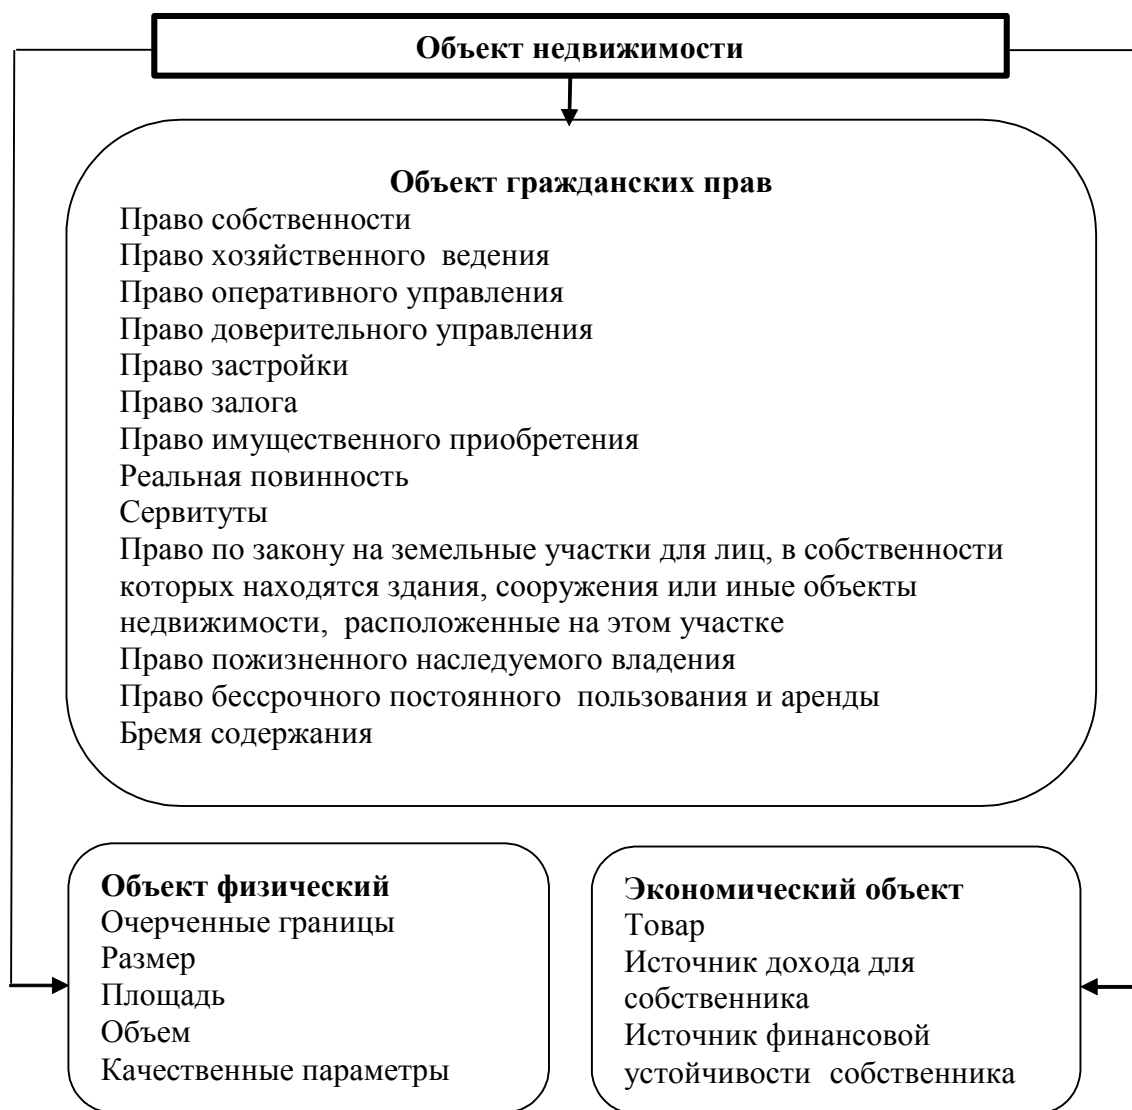 Объект недвижимости
Объект гражданских прав
Право собственности
Право хозяйственного ведения
Право оперативного управления
Право доверительного управления
Право застройки
Право залога
Право имущественного приобретения
Реальная повинность
Сервитуты
Право по закону на земельные участки для лиц, в собственности
которых находятся здания, сооружения или иные объекты
недвижимости, расположенные на этом участке
Право пожизненного наследуемого владения
Право бессрочного постоянного пользования и аренды
Бремя содержания
Объект физический
Очерченные границы
Размер
Площадь
Объем
Качественные параметры
Экономический объект
Товар
Источник дохода для
собственника
Источник финансовой
устойчивости собственника